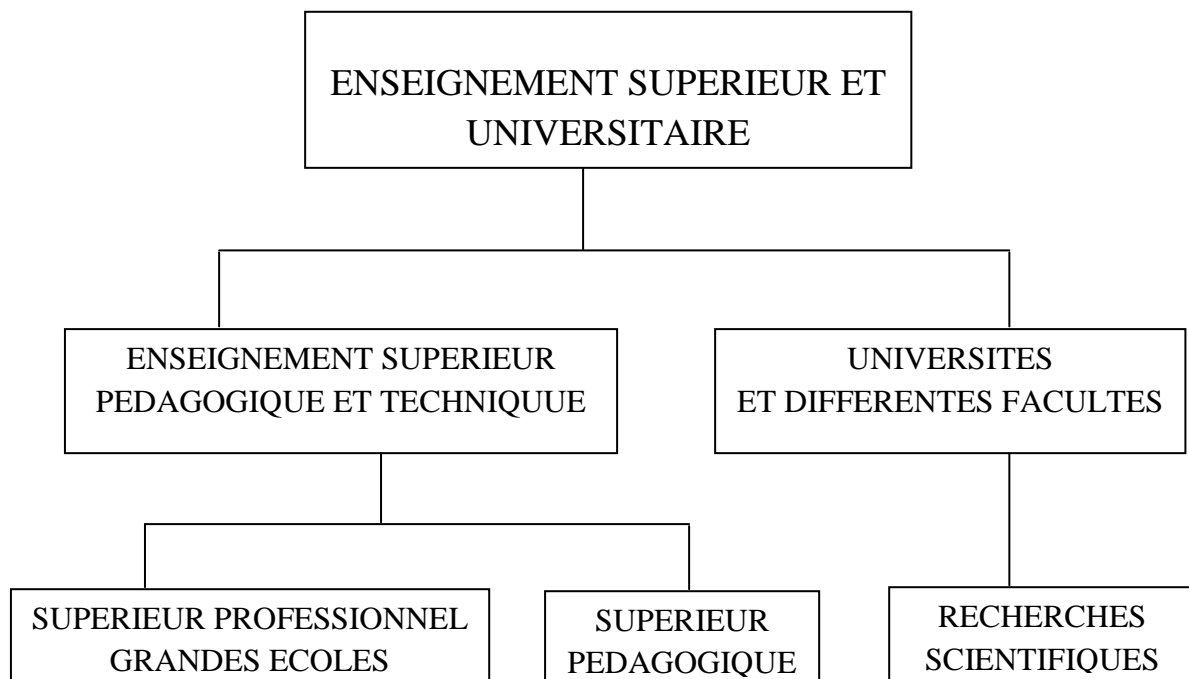 ENSEIGNEMENT SUPERIEUR ET
UNIVERSITAIRE
ENSEIGNEMENT SUPERIEUR
PEDAGOGIQUE ET TECHNIQUUE
UNIVERSITES
ET DIFFERENTES FACULTES
SUPERIEUR PROFESSIONNEL
GRANDES ECOLES
SUPERIEUR
PEDAGOGIQUE
RECHERCHES
SCIENTIFIQUES